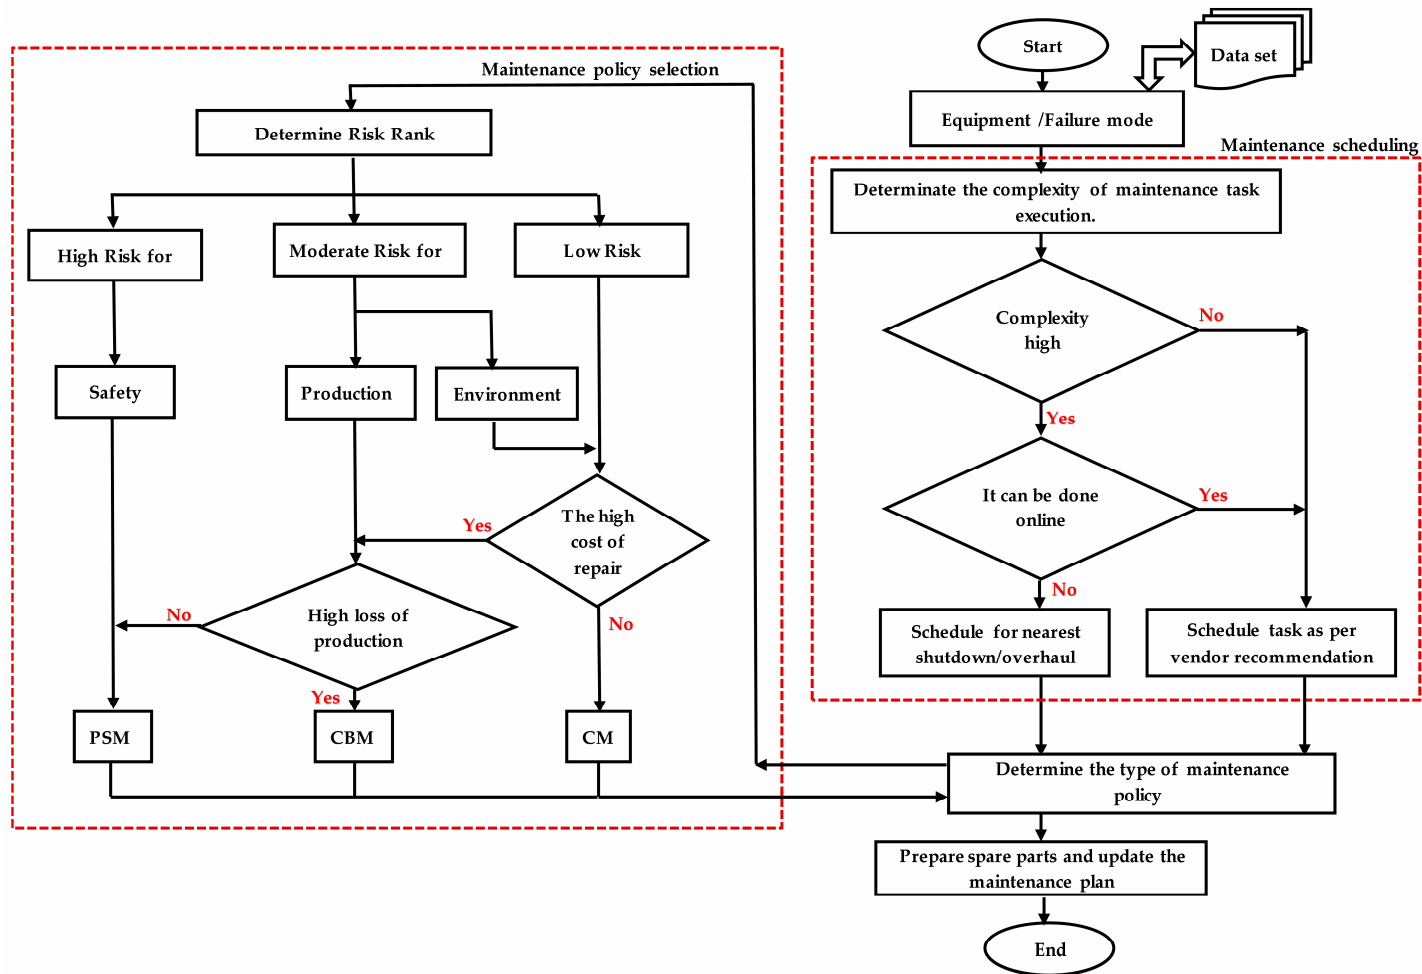 Start
Data set
Equipment /Failure mode
Maintenance scheduling
Determinate the complexity of maintenance task
execution.
Complexity
high
No
Yes
It can be done
online
Yes
No
Schedule for nearest
shutdown/overhaul
Schedule task as per
vendor recommendation
Determine the type of maintenance
policy
Prepare spare parts and update the
maintenance plan
End
Maintenance policy selection
Determine Risk Rank
High Risk for
Moderate Risk for
Low Risk
Safety
Production
Environment
The high
cost of
repair
Yes
No
High loss of
production
No
Yes
PSM
CBM
CM